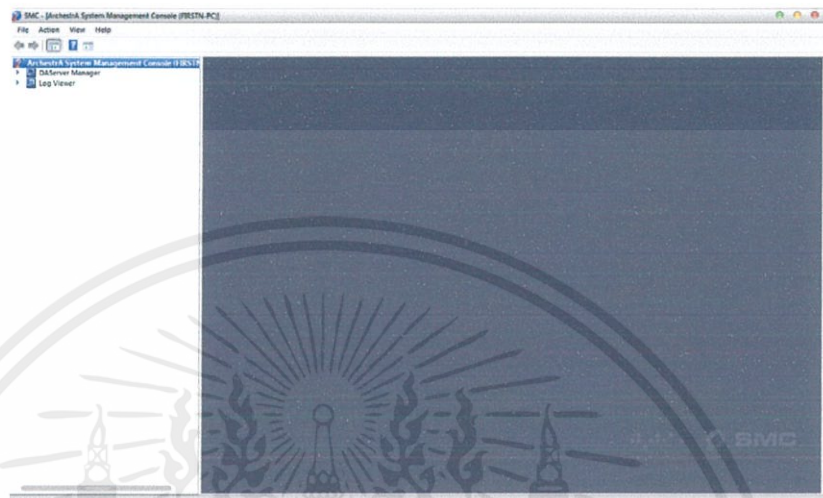 SMC - [ArchestrA System Management Console (FIRSTN-PC)]
File Action View Help
ArchestrA System Management Console (FIRSTN
DAServer Manager
Log Viewer
SMC